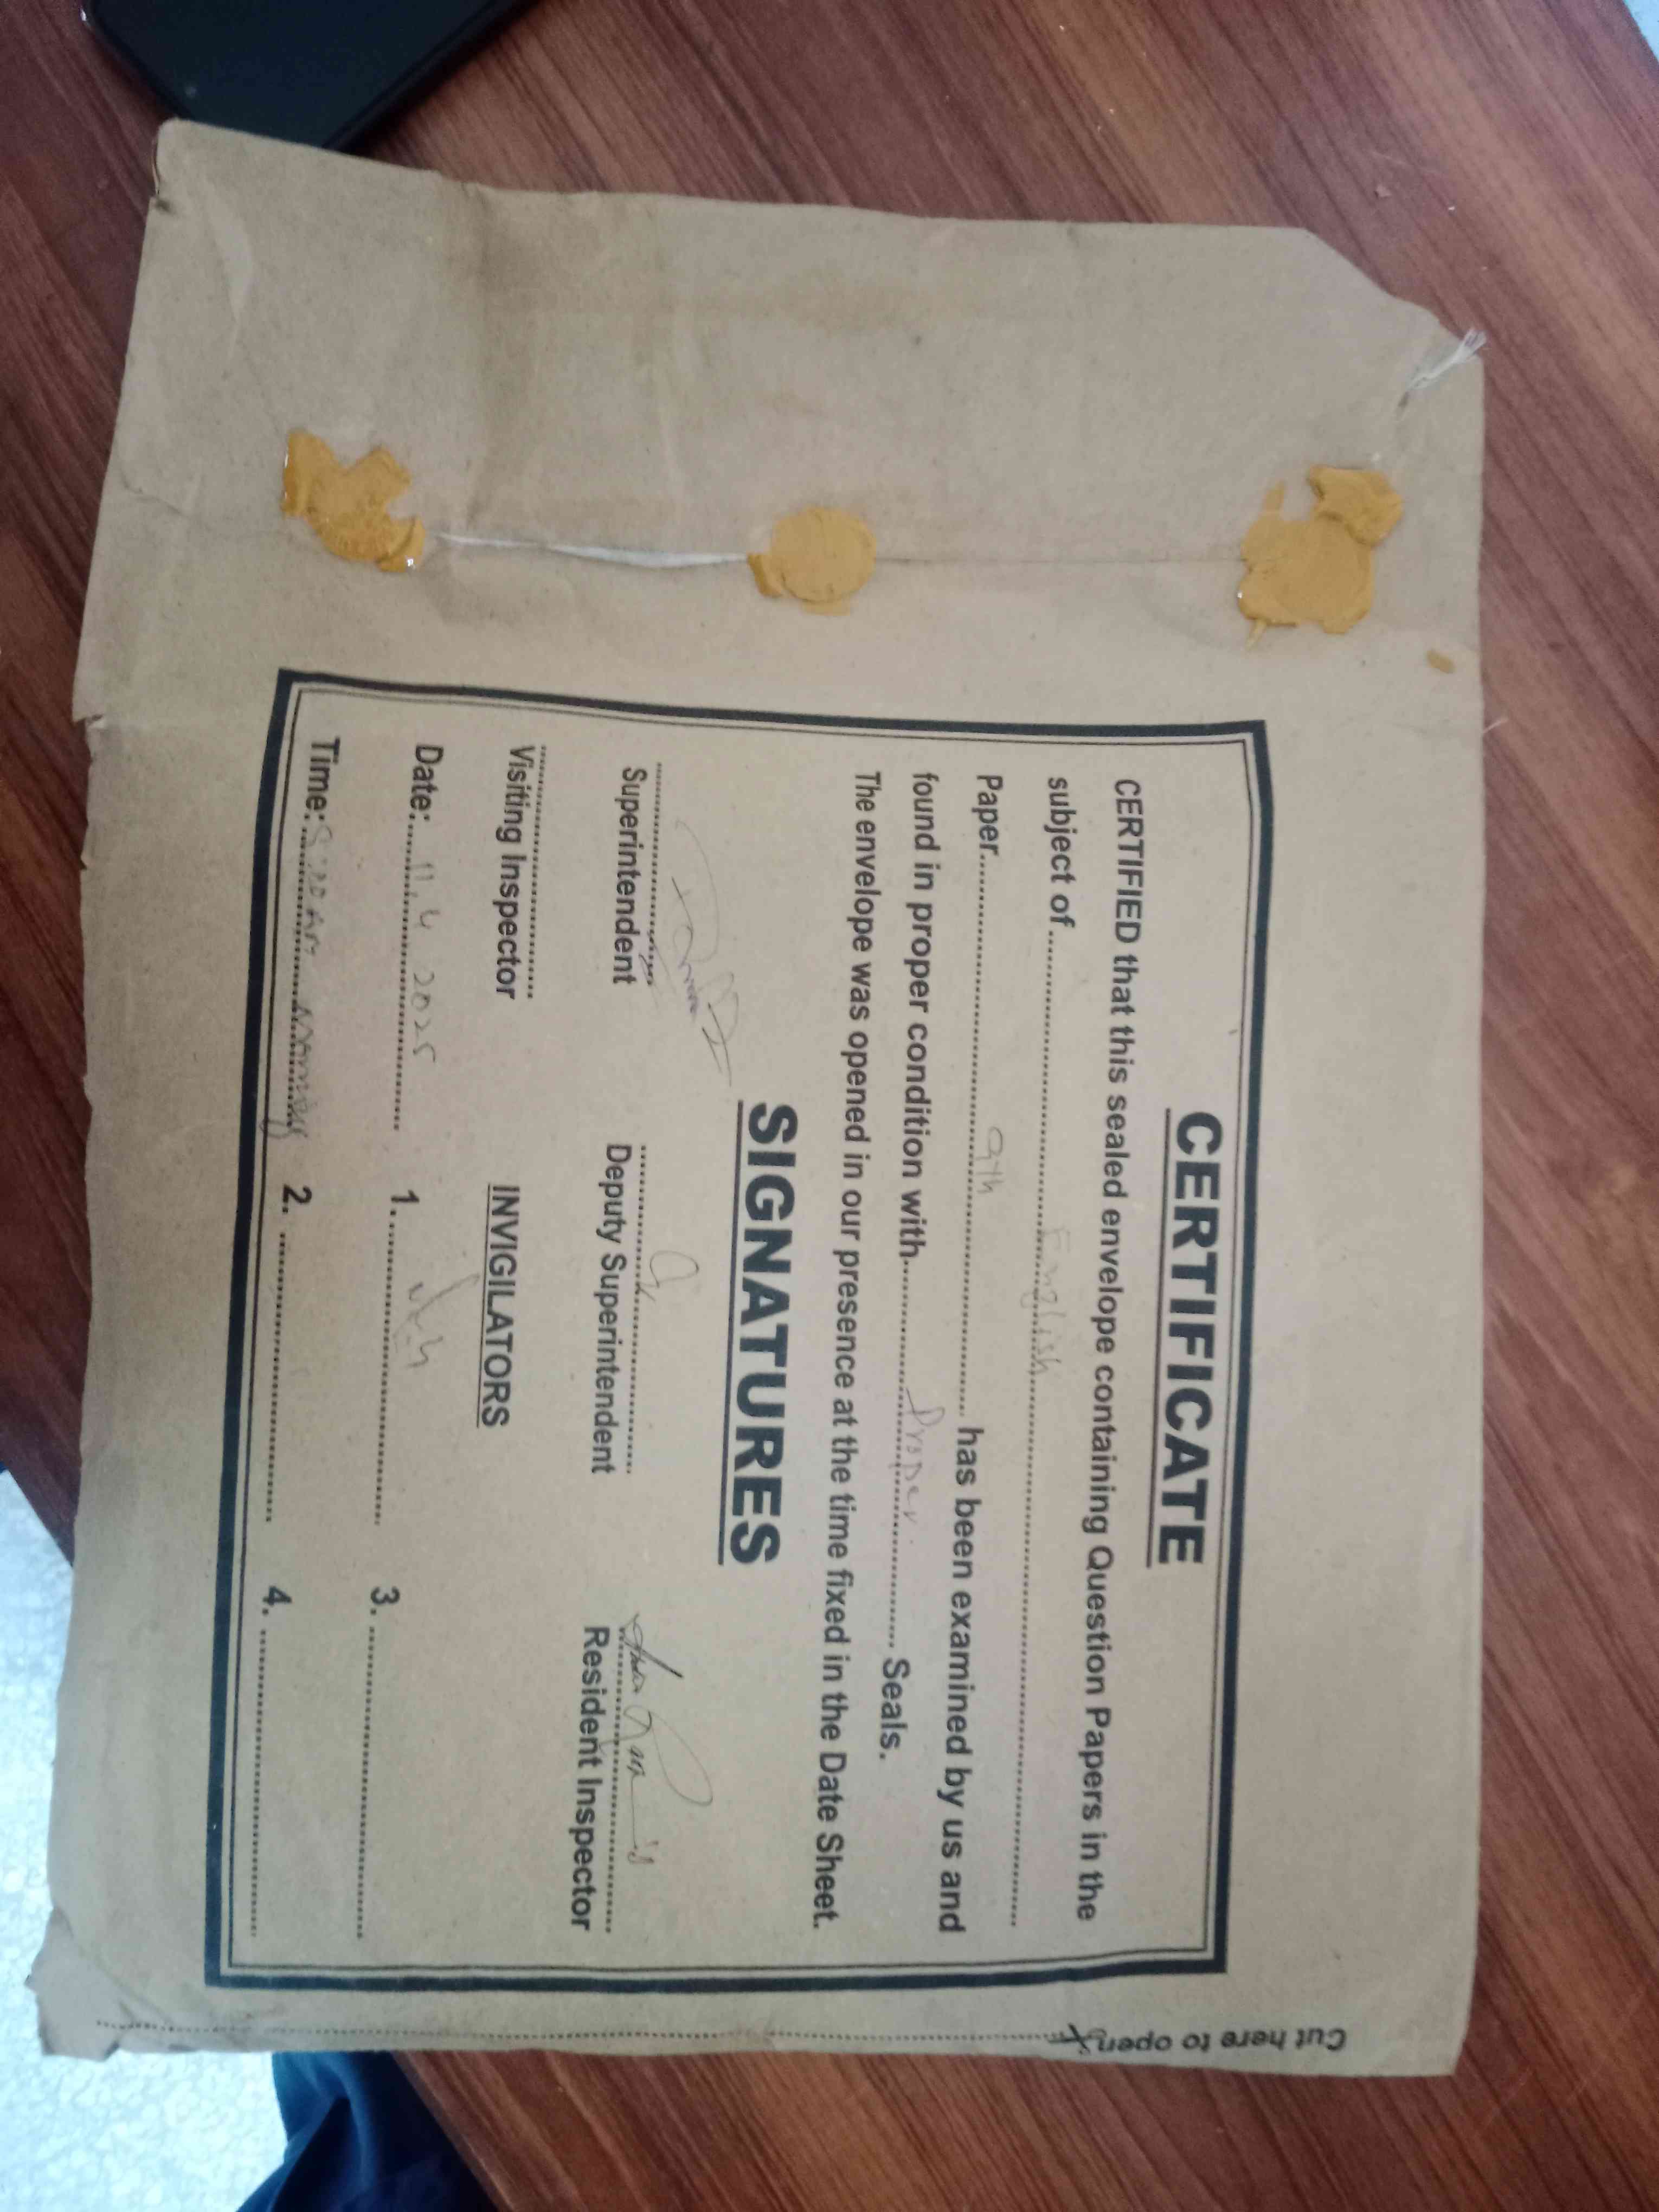 CERTIFICATE
CERTIFIED that this sealed envelope containing Question Papers in the
subject of.......English.......
Paper.......9th....... has been examined by us and
found in proper condition with.......Proper....... Seals.
The envelope was opened in our presence at the time fixed in the Date Sheet.
SIGNATURES
Superintendent Deputy Superintendent Resident Inspector
Visiting Inspector INVIGILATORS
Date:....11.4 2025.... 1............ 3............
Time:............ 2............ 4............
Cut here to open